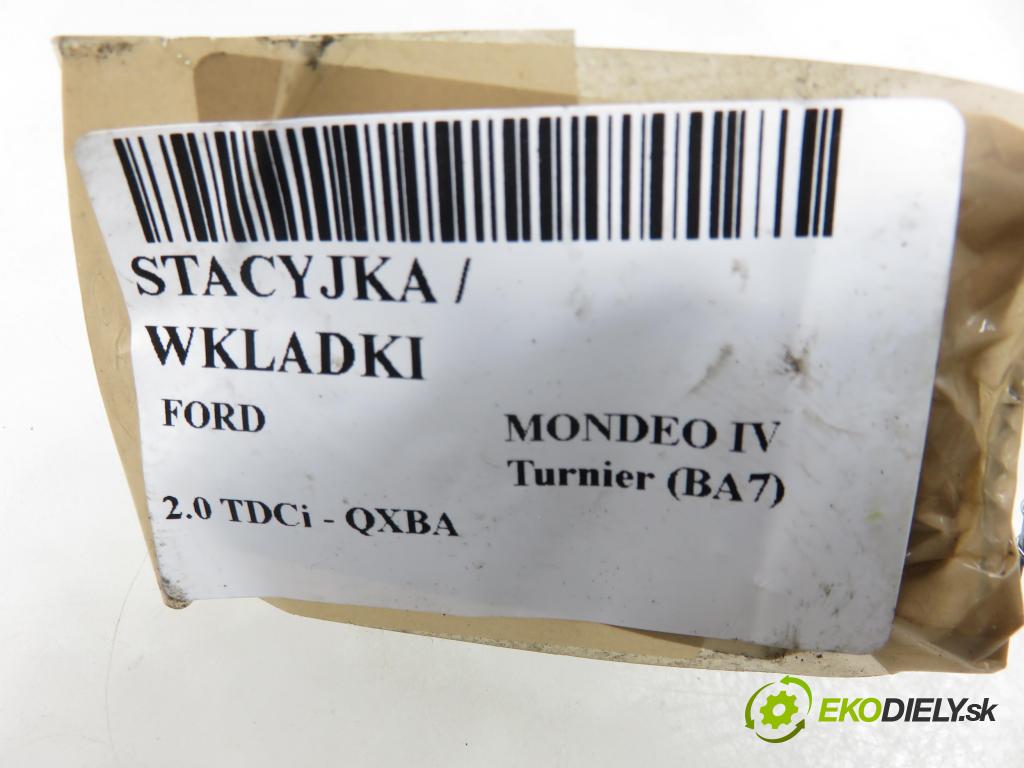 STACYJKA /
WKLADKI
FORD
MONDEO IV
Turnier (BA7)
2.0 TDCi - QXBA
EKODIELY.sk